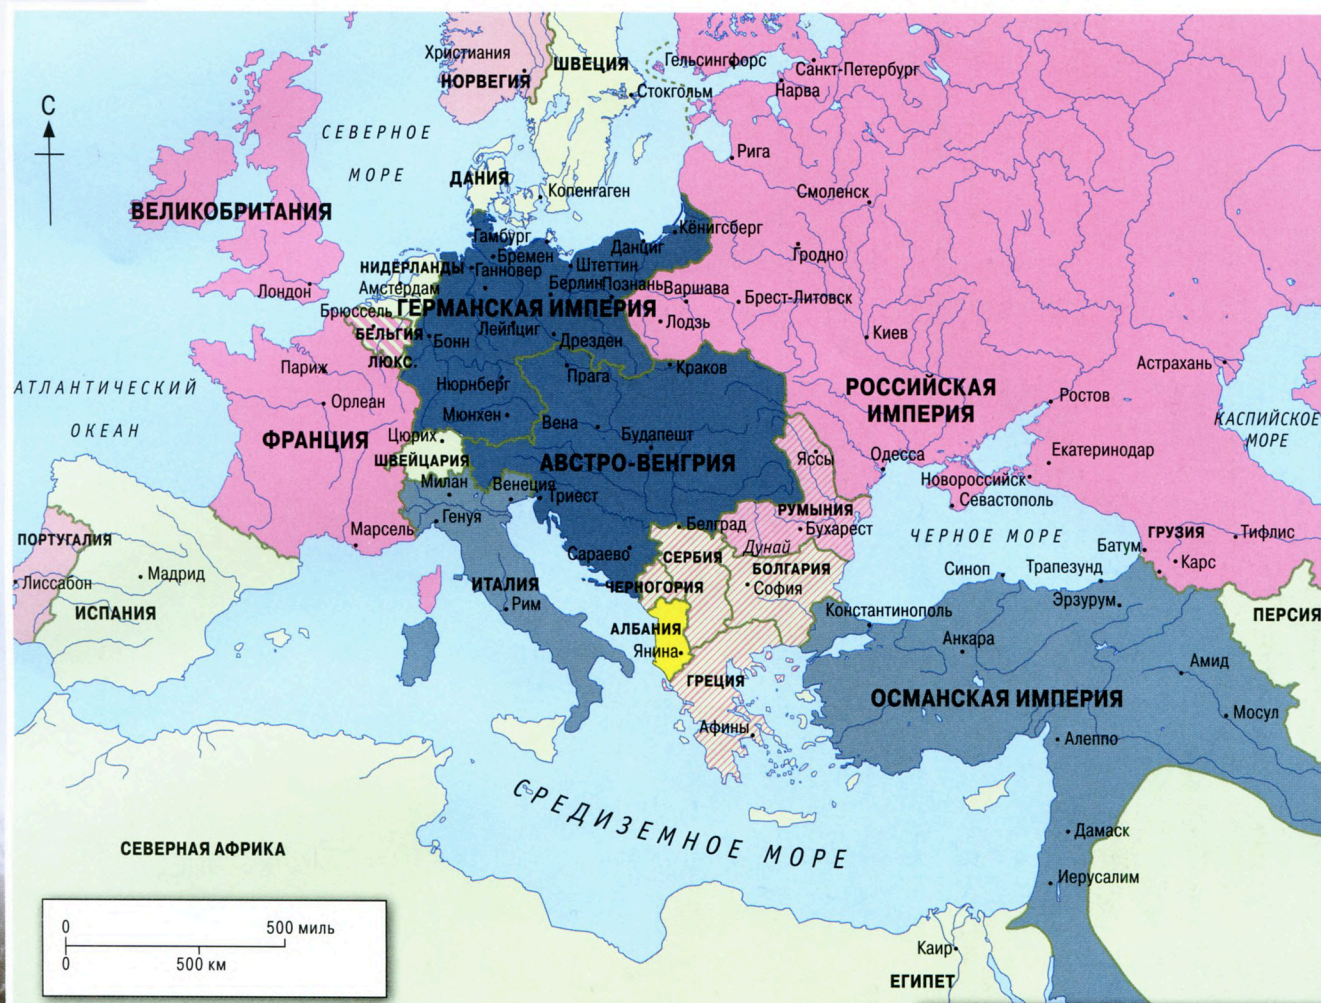 Христиания
НОРВЕГИЯ
ШВЕЦИЯ
Стокгольм
Гельсингфорс
Санкт-Петербург
Нарва
С
СЕВЕРНОЕ
МОРЕ
ДАНИЯ
Копенгаген
Рига
Смоленск
ВЕЛИКОБРИТАНИЯ
Лондон
Гамбург
Бремен
Данциг
Кёнигсберг
Гродно
НИДЕРЛАНДЫ
Ганновер
Штеттин
Амстердам
Берлин
Познань
Варшава
Брест-Литовск
Брюссель
ГЕРМАНСКАЯ ИМПЕРИЯ
БЕЛЬГИЯ
Бонн
Лейпциг
Дрезден
Лодзь
Киев
ЛЮКС.
Париж
Прага
Краков
Астрахань
АТЛАНТИЧЕСКИЙ
ОКЕАН
Нюрнберг
РОССИЙСКАЯ
ИМПЕРИЯ
Ростов
Орлеан
Мюнхен
Вена
КАСПИЙСКОЕ
МОРЕ
ФРАНЦИЯ
Цюрих
Будапешт
ШВЕЙЦАРИЯ
АВСТРО-ВЕНГРИЯ
Яссы
Одесса
Екатеринодар
Милан
Венеция
Триест
Новороссийск
Севастополь
Генуя
Марсель
РУМЫНИЯ
Бухарест
Белград
Дунай
ЧЕРНОЕ МОРЕ
ГРУЗИЯ
Тифлис
Батум
Карс
ПОРТУГАЛИЯ
Лиссабон
Мадрид
ИСПАНИЯ
Сараево
СЕРБИЯ
БОЛГАРИЯ
София
Синоп
Трапезунд
Эрзурум
ИТАЛИЯ
Рим
ЧЕРНОГОРИЯ
Константинополь
ПЕРСИЯ
АЛБАНИЯ
Янина
Анкара
Амид
ГРЕЦИЯ
ОСМАНСКАЯ ИМПЕРИЯ
Мосул
Афины
Алеппо
СРЕДИЗЕМНОЕ МОРЕ
Дамаск
СЕВЕРНАЯ АФРИКА
Иерусалим
0 500 миль
0 500 км
Каир
ЕГИПЕТ